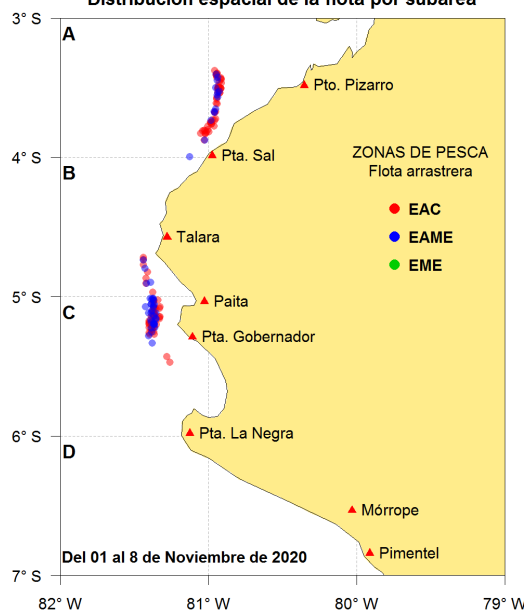 Distribución espacial de la flota por subárea
3° S
A
Pto. Pizarro
4° S
Pta. Sal
ZONAS DE PESCA
B
Flota arrastrera
EAC
Talara
EAME
EME
5° S
Paita
C
Pta. Gobernador
6° S
Pta. La Negra
D
Mórrope
Del 01 al 8 de Noviembre de 2020
Pimentel
7° S
82° W
81° W
80° W
79° W